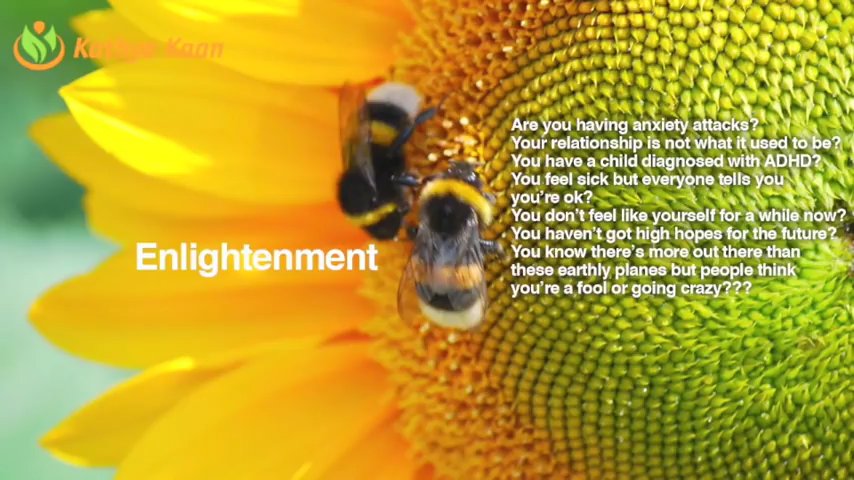 Enlightenment
Are you having anxiety attacks?
Your relationship is not what it used to be?
You have a child diagnosed with ADHD?
You feel sick but everyone tells you
you're ok?
You don't feel like yourself for a while now?
You haven't got high hopes for the future?
You know there's more out there than
these earthly planes but people think
you're a fool or going crazy???